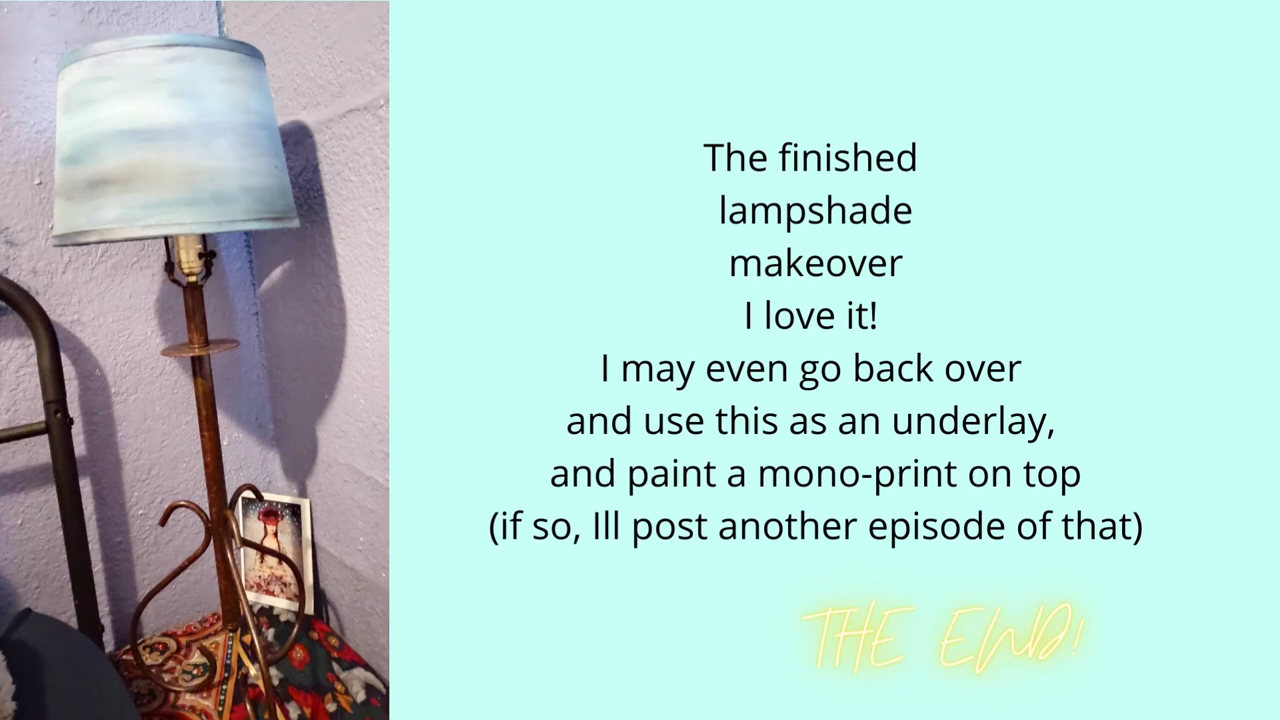 The finished
lampshade
makeover
I love it!
I may even go back over
and use this as an underlay,
and paint a mono-print on top
(if so, Ill post another episode of that)
THE END!